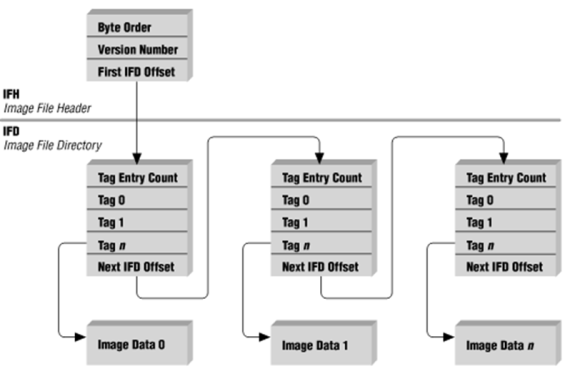 Byte Order
Version Number
First IFD Offset
IFH
Image File Header
IFD
Image File Directory
Tag Entry Count
Tag 0
Tag 1
Tag n
Next IFD Offset
Image Data 0
Tag Entry Count
Tag 0
Tag 1
Tag n
Next IFD Offset
Image Data 1
Tag Entry Count
Tag 0
Tag 1
Tag n
Next IFD Offset
Image Data n